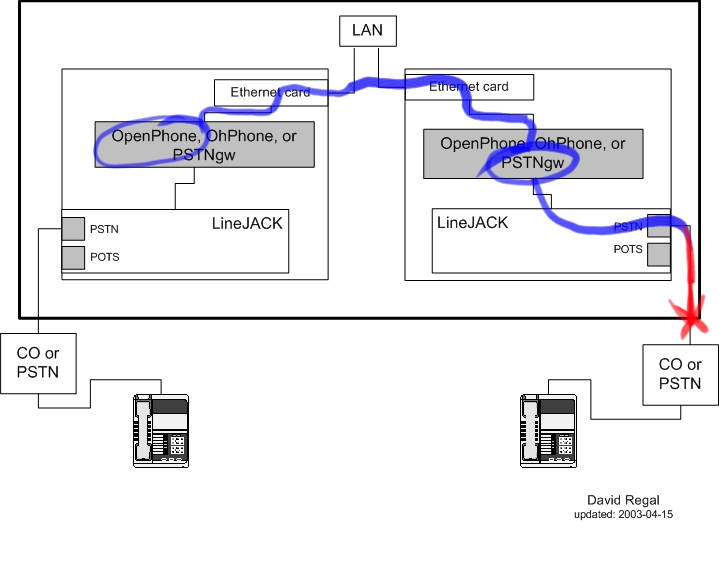 LAN
Ethernet card
Ethernet card
OpenPhone, OhPhone, or
PSTNgw
OpenPhone, OhPhone, or
PSTNgw
PSTN
LineJACK
POTS
LineJACK
PSTN
POTS
CO or
PSTN
CO or
PSTN
David Regal
updated: 2003-04-15